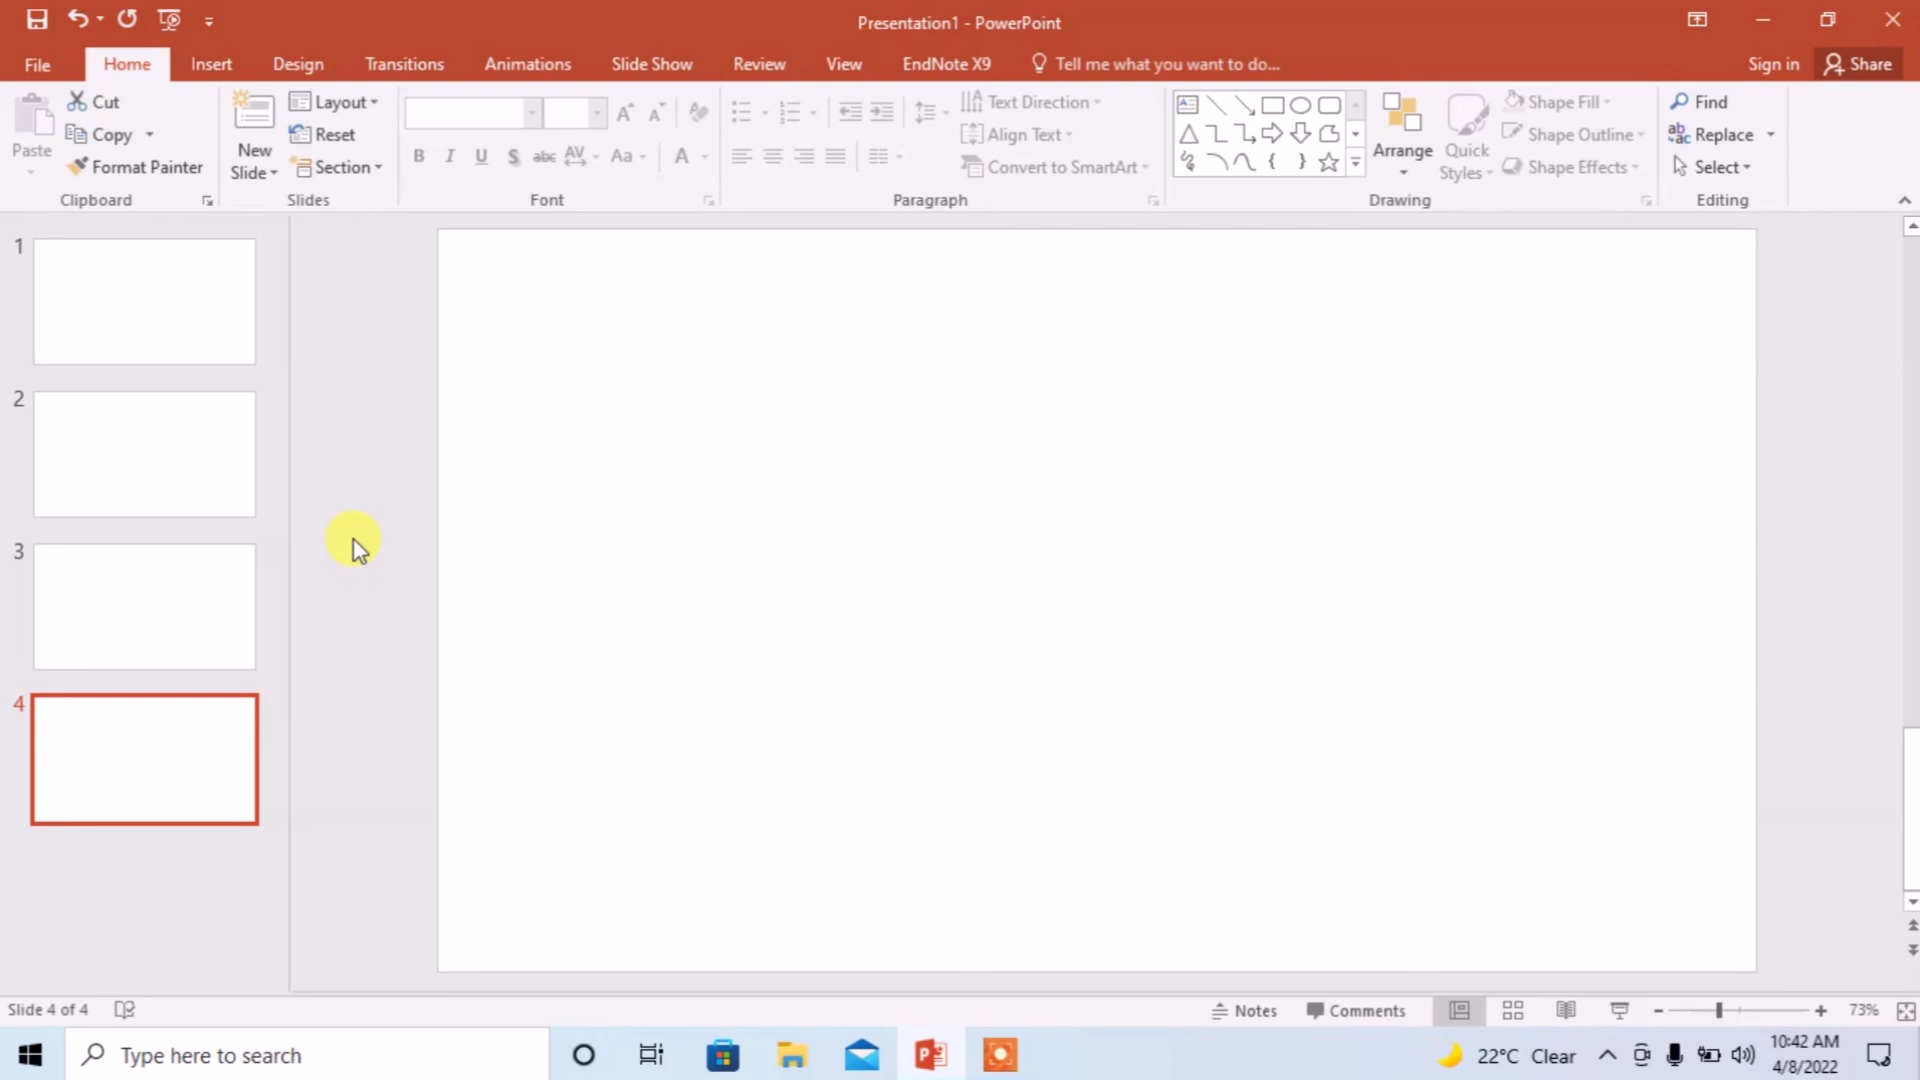 Presentation1 - PowerPoint
File Home Insert Design Transitions Animations Slide Show Review View EndNote X9 Tell me what you want to do... Sign in Share
Paste
Cut
Copy
Format Painter
Clipboard
New
Slide
Layout
Reset
Section
Slides
B I U S abc AV Aa A
Font
Text Direction
Align Text
Convert to SmartArt
Paragraph
Arrange
Quick
Styles
Shape Fill
Shape Outline
Shape Effects
Drawing
Find
Replace
Select
Editing
1
2
3
4
Slide 4 of 4
Notes Comments 73%
Type here to search
22°C Clear
10:42 AM
4/8/2022